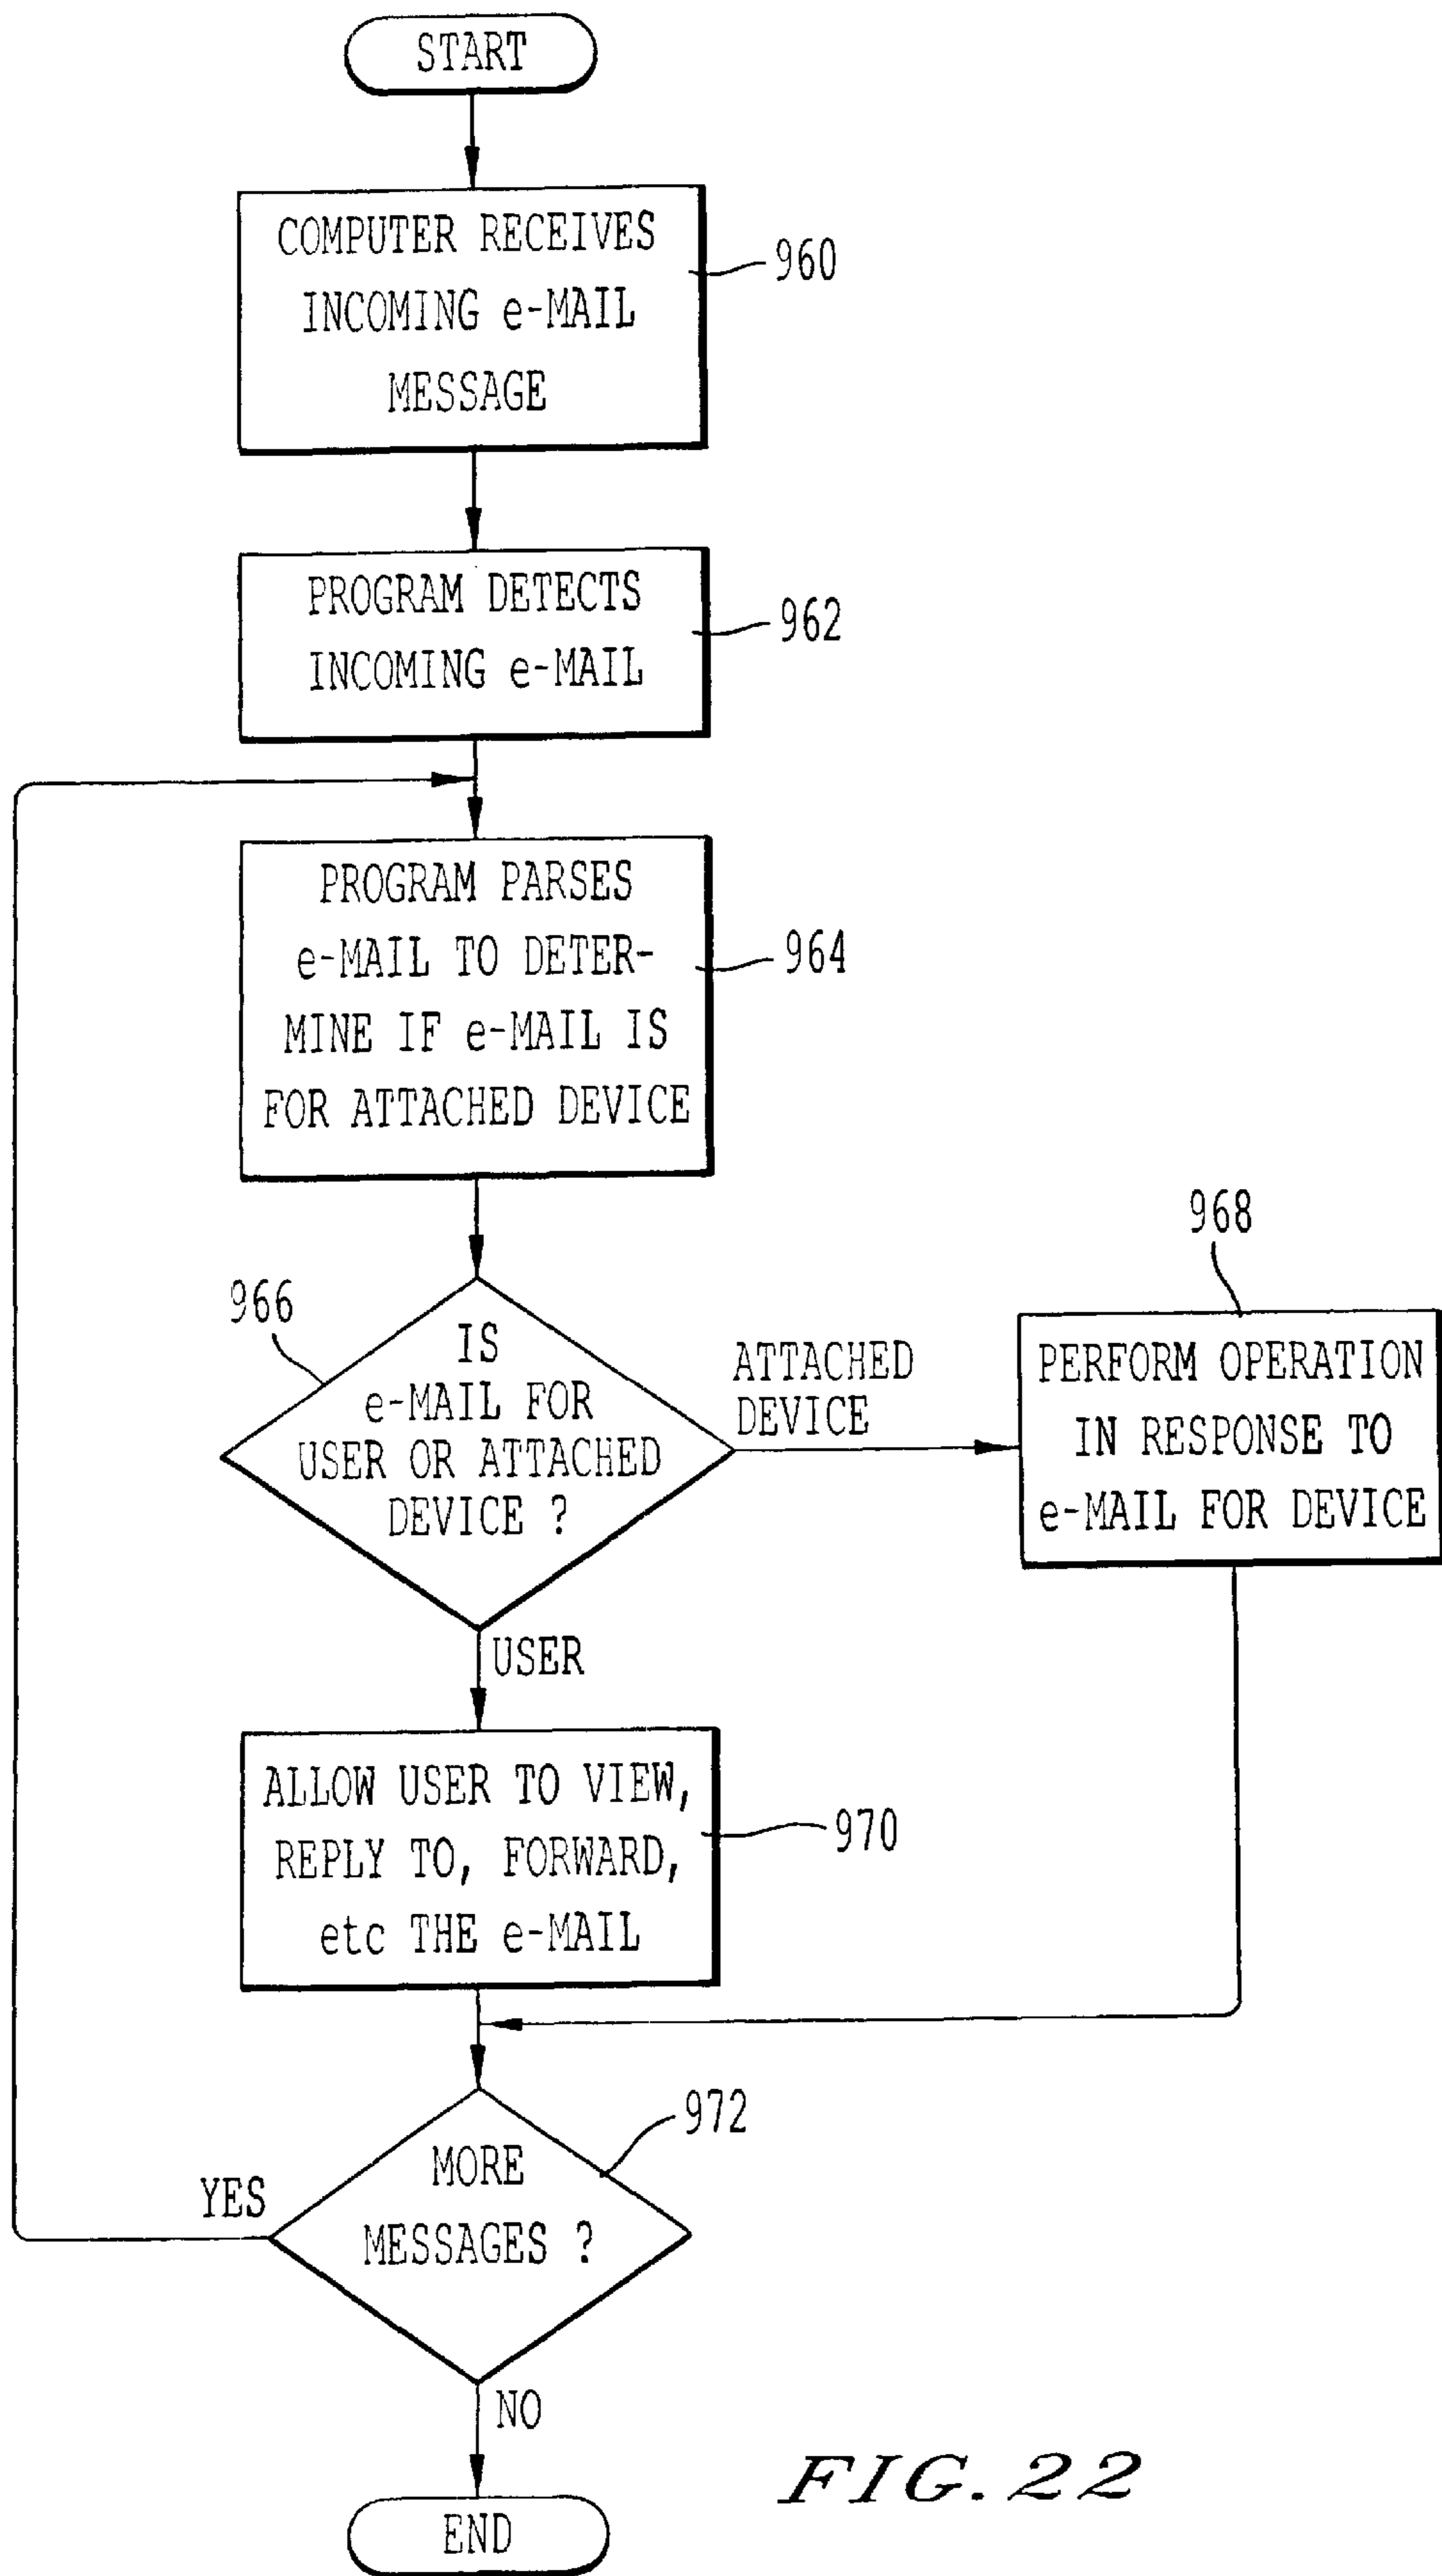 START
COMPUTER RECEIVES
INCOMING e-MAIL
MESSAGE
960
PROGRAM DETECTS
INCOMING e-MAIL
962
PROGRAM PARSES
e-MAIL TO DETER-
MINE IF e-MAIL IS
FOR ATTACHED DEVICE
964
966
IS
e-MAIL FOR
USER OR ATTACHED
DEVICE ?
ATTACHED
DEVICE
968
PERFORM OPERATION
IN RESPONSE TO
e-MAIL FOR DEVICE
USER
ALLOW USER TO VIEW,
REPLY TO, FORWARD,
etc THE e-MAIL
970
972
MORE
MESSAGES ?
YES
NO
END
FIG. 22